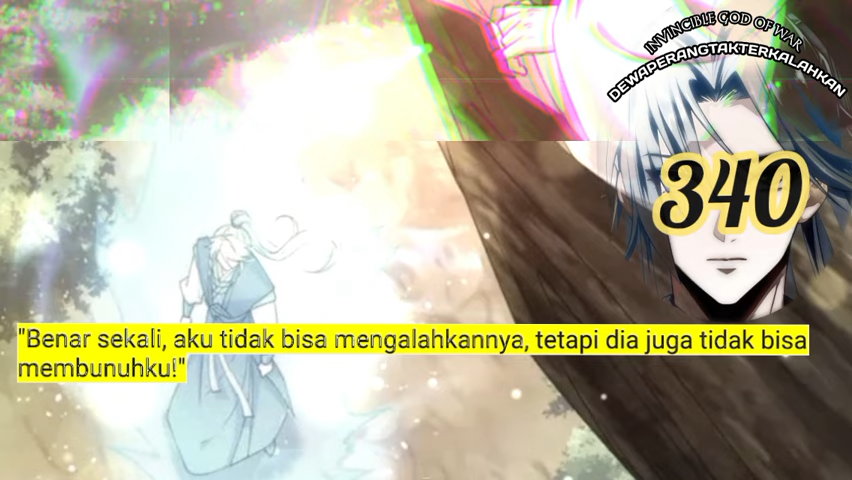 INVINCIBLE GOD OF WAR
DEWAPERANGTAKTERKALAHKAN
340
"Benar sekali, aku tidak bisa mengalahkannya, tetapi dia juga tidak bisa
membunuhku!"